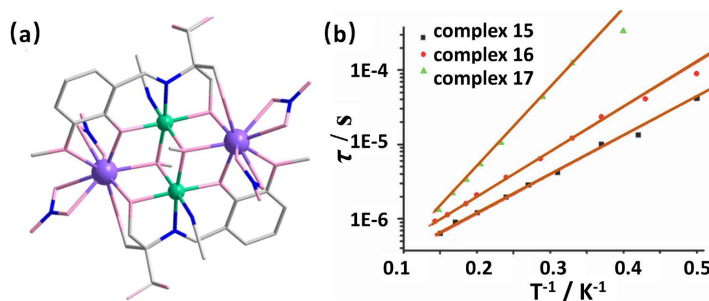 (a)
(b)
complex 15
complex 16
complex 17
1E-4
1E-5
1E-6
τ / s
0.1 0.2 0.3 0.4 0.5
T⁻¹ / K⁻¹